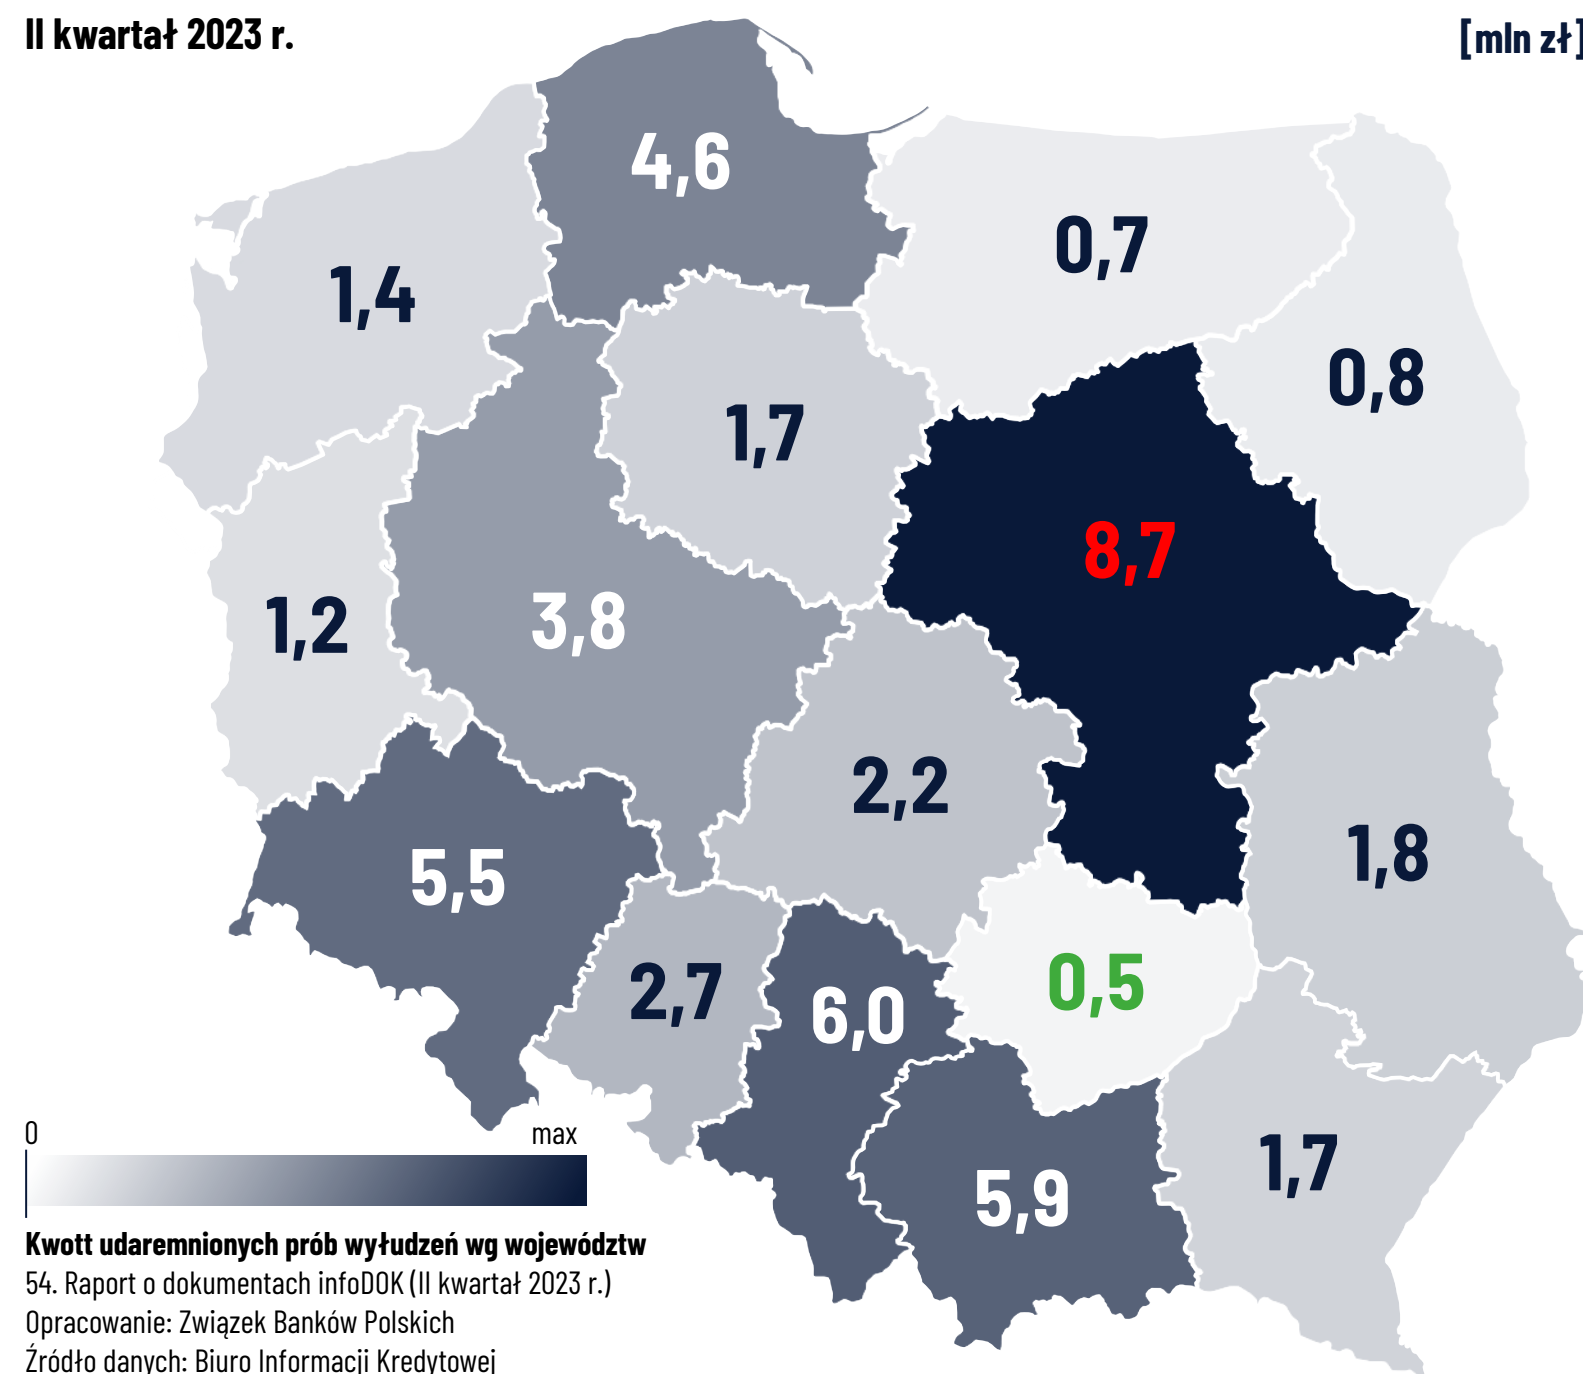 II kwartał 2023 r.
[mln zł]
4,6
0,7
1,4
0,8
1,7
8,7
1,2
3,8
2,2
1,8
5,5
2,7
6,0
0,5
5,9
1,7
0 max
Kwott udaremnionych prób wyłudzeń wg województw
54. Raport o dokumentach infoDOK (II kwartał 2023 r.)
Opracowanie: Związek Banków Polskich
Źródło danych: Biuro Informacji Kredytowej